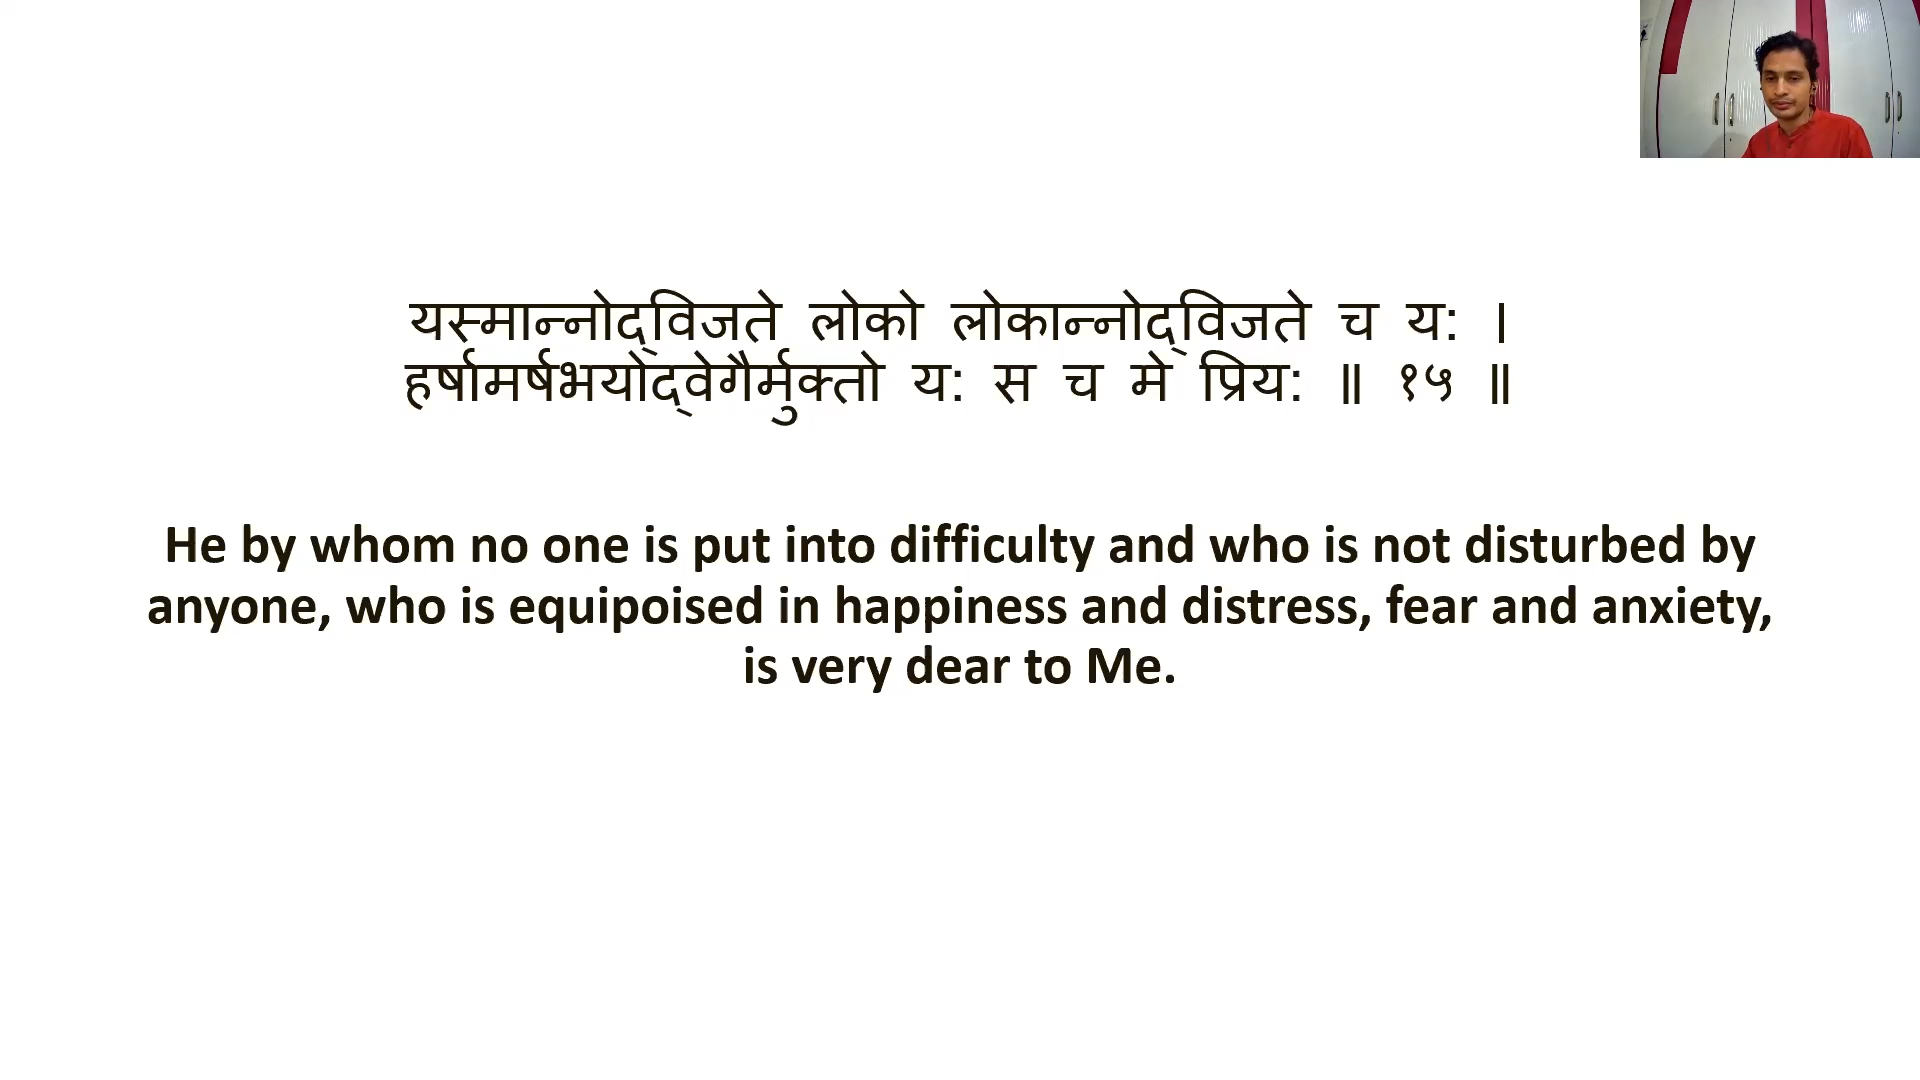 यस्मान्नोद्विजते लोको लोकान्नोद्विजते च य: ।
हर्षामर्षभयोद्वेगैर्मुक्तो य: स च मे प्रिय: ॥ १५ ॥
He by whom no one is put into difficulty and who is not disturbed by
anyone, who is equipoised in happiness and distress, fear and anxiety,
is very dear to Me.